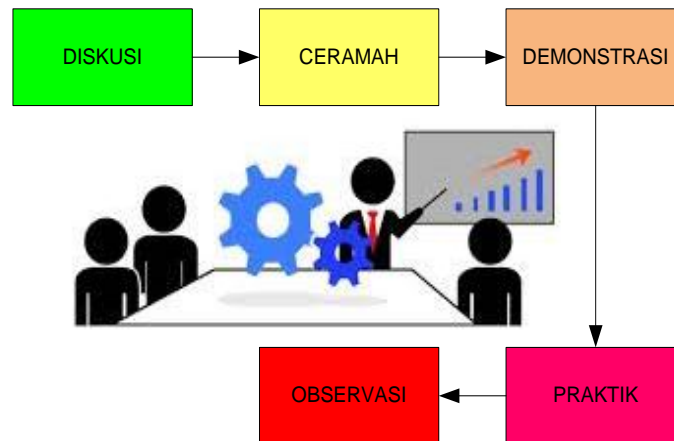 DISKUSI
CERAMAH
DEMONSTRASI
PRAKTIK
OBSERVASI